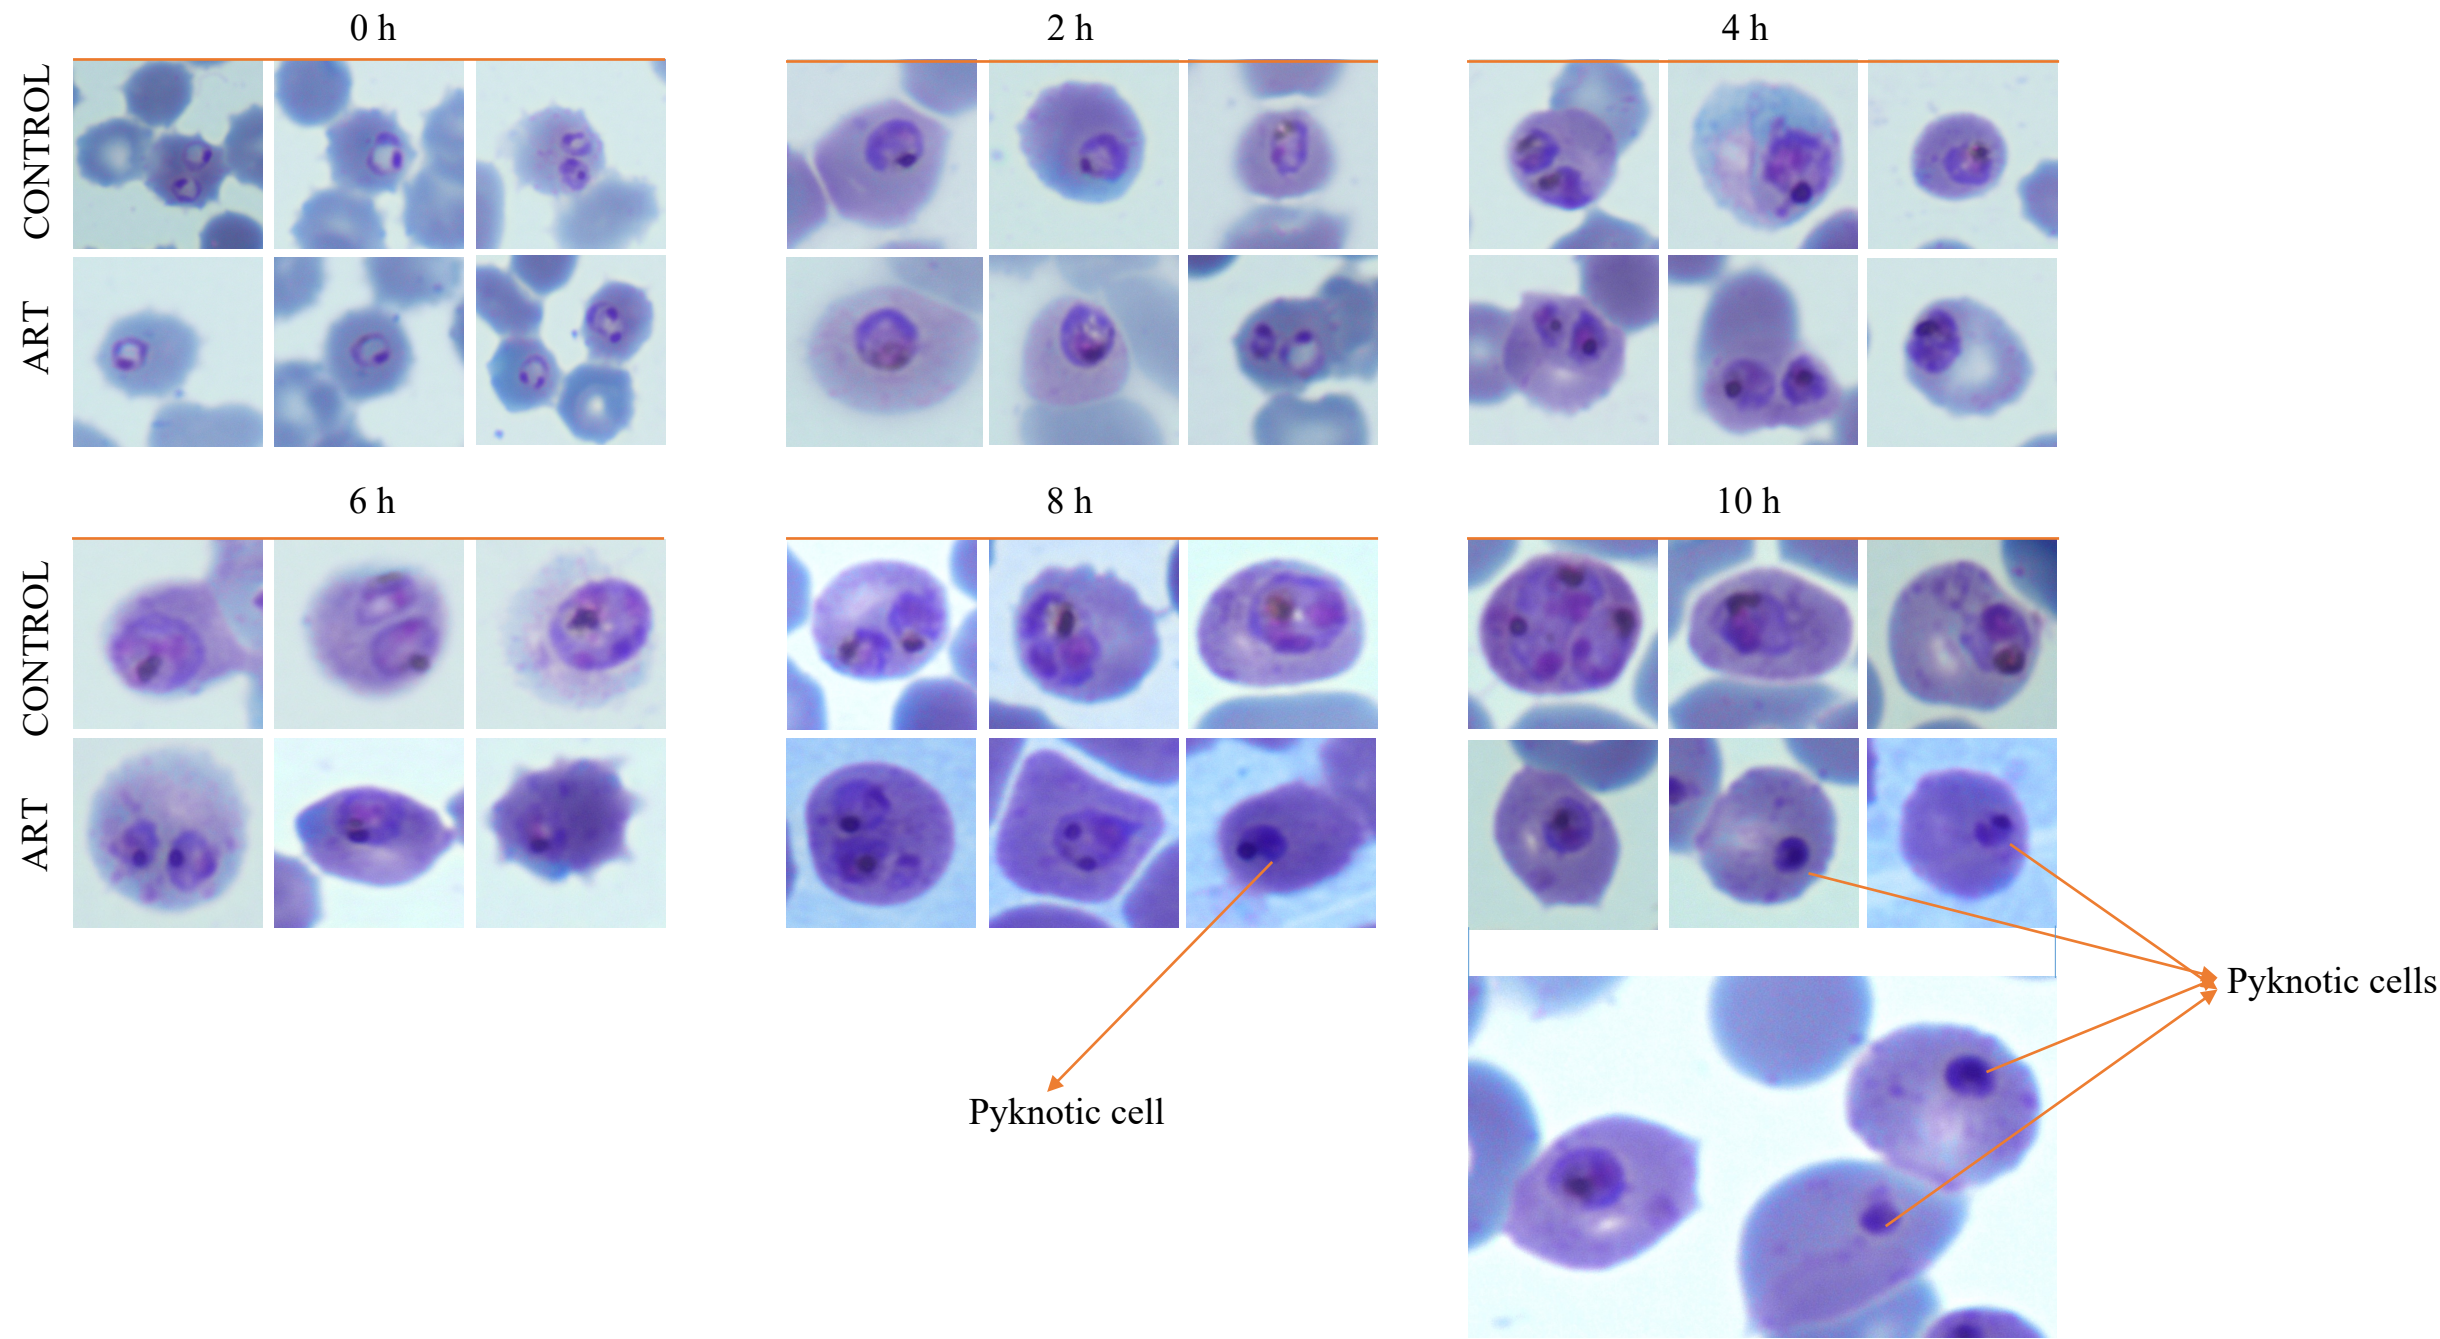 0 h
2 h
4 h
CONTROL
ART
6 h
8 h
10 h
CONTROL
ART
Pyknotic cells
Pyknotic cell